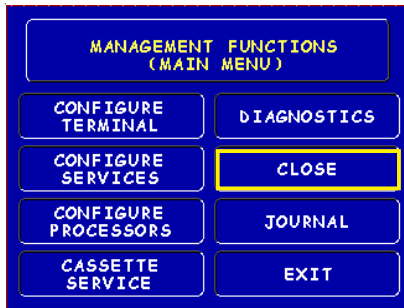 MANAGEMENT FUNCTIONS
(MAIN MENU)
CONFIGURE
TERMINAL
DIAGNOSTICS
CONFIGURE
SERVICES
CLOSE
CONFIGURE
PROCESSORS
JOURNAL
CASSETTE
SERVICE
EXIT